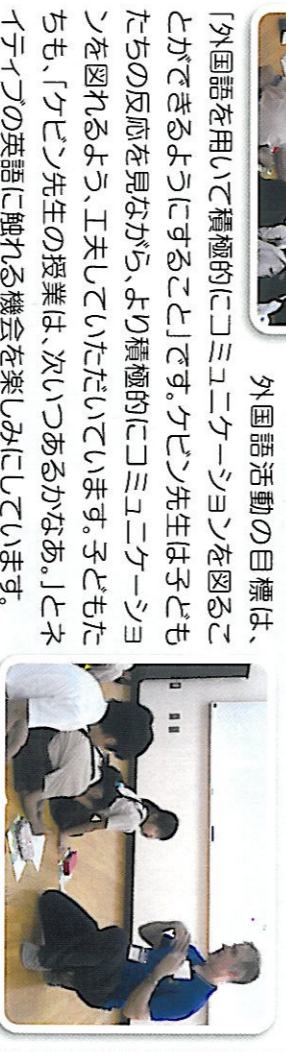 外国語活動の目標は、
「外国語を用いて積極的にコミュニケーションを図るこ
とができるようにすること」です。ケビン先生は子ども
たちの反応を見ながら、より積極的にコミュニケーショ
ンを図れるよう、工夫していただいています。子どもた
ちも、「ケビン先生の授業は、次いつあるかなあ。」とネ
イティブの英語に触れる機会を楽しみにしています。